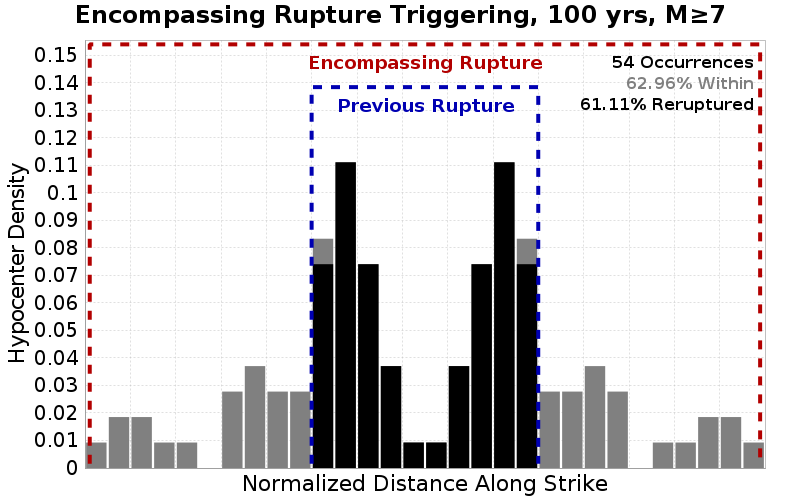 Encompassing Rupture Triggering, 100 yrs, M≥7
Encompassing Rupture
Previous Rupture
54 Occurrences
62.96% Within
61.11% Reruptured
Hypocenter Density
0.15
0.14
0.13
0.12
0.11
0.1
0.09
0.08
0.07
0.06
0.05
0.04
0.03
0.02
0.01
0
Normalized Distance Along Strike